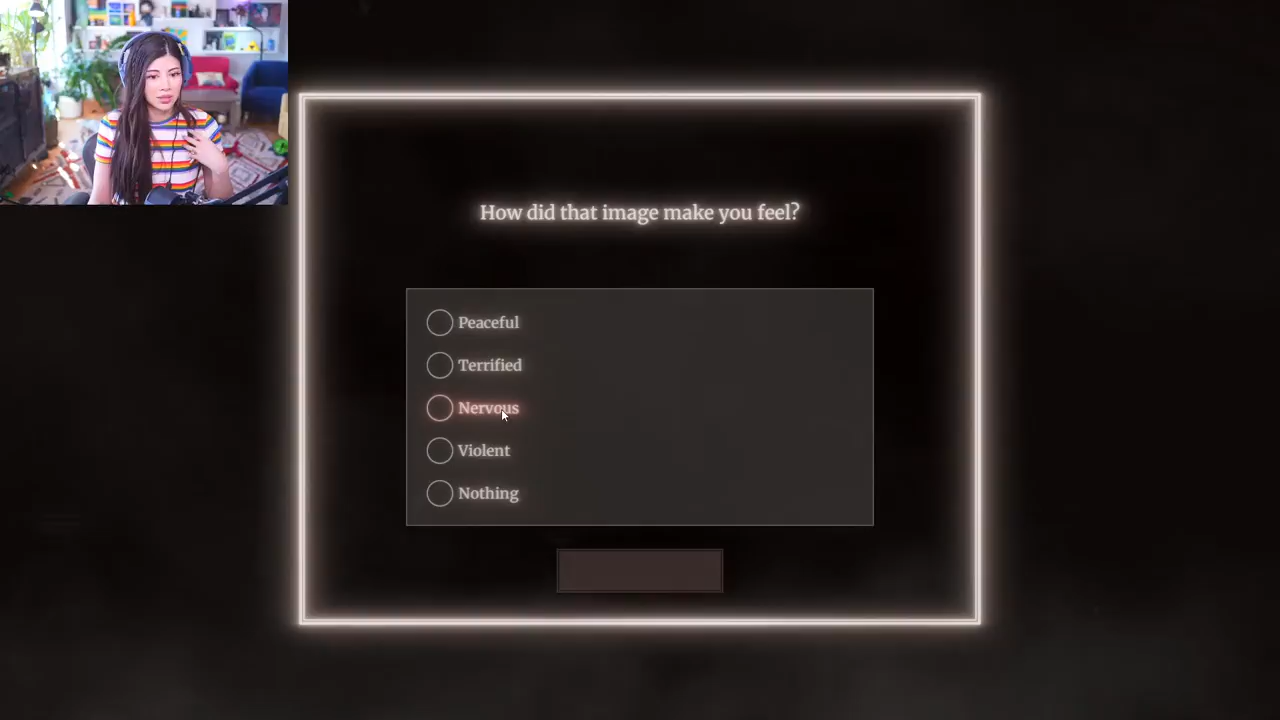 How did that image make you feel?
Peaceful
Terrified
Nervous
Violent
Nothing